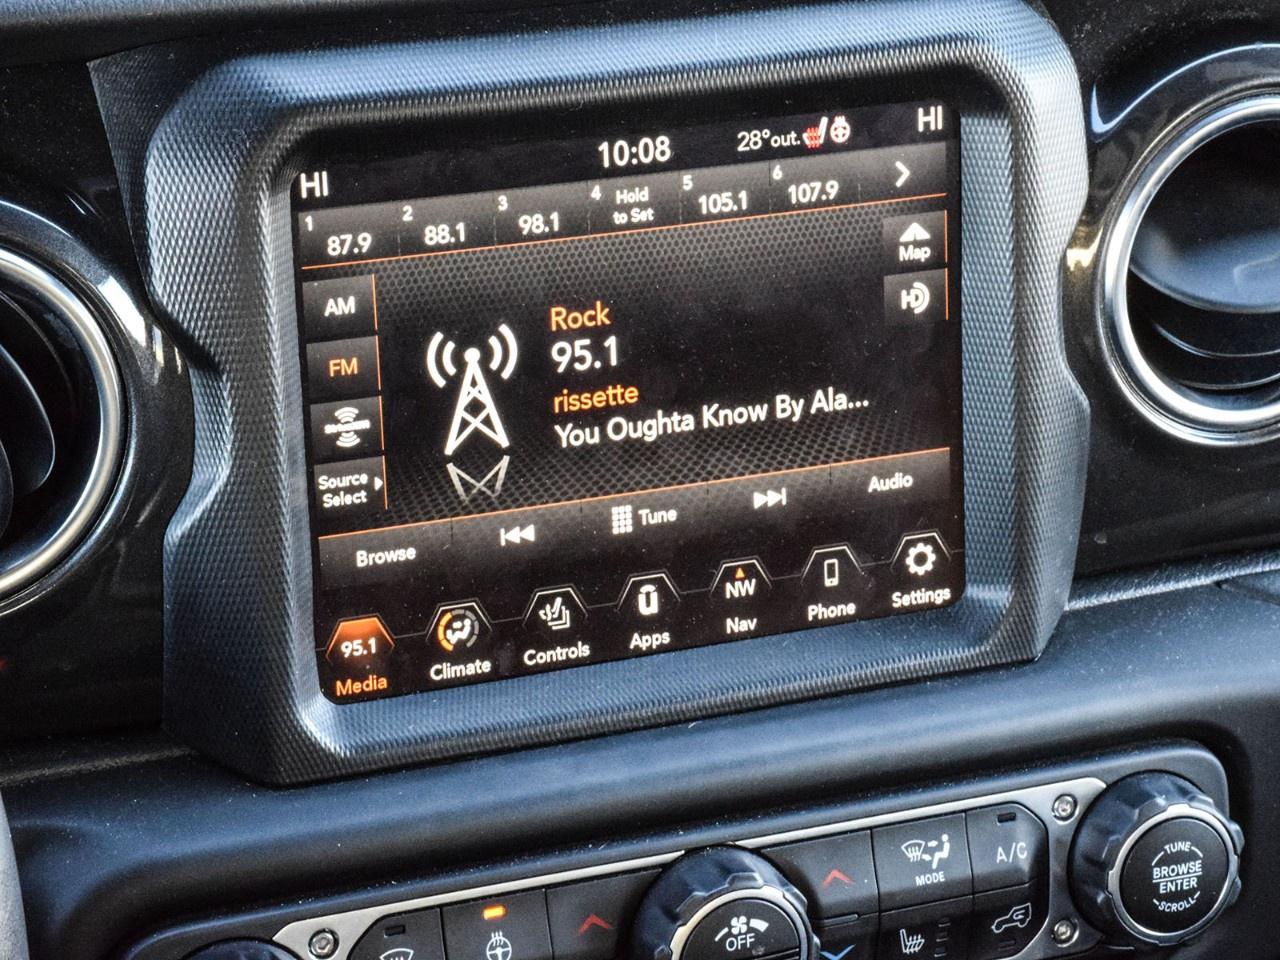 HI
10:08
28°out.
HI
1 87.9
2 88.1
3 98.1
4 Hold
to Set
5 105.1
6 107.9
AM
FM
SiriusXM
Source
Select
Map
HD
Rock
95.1
rissette
You Oughta Know By Ala...
Browse
Tune
Audio
95.1
Media
Climate
Controls
Apps
NW
Nav
Phone
Settings
OFF
MODE
A/C
TUNE
BROWSE
ENTER
SCROLL